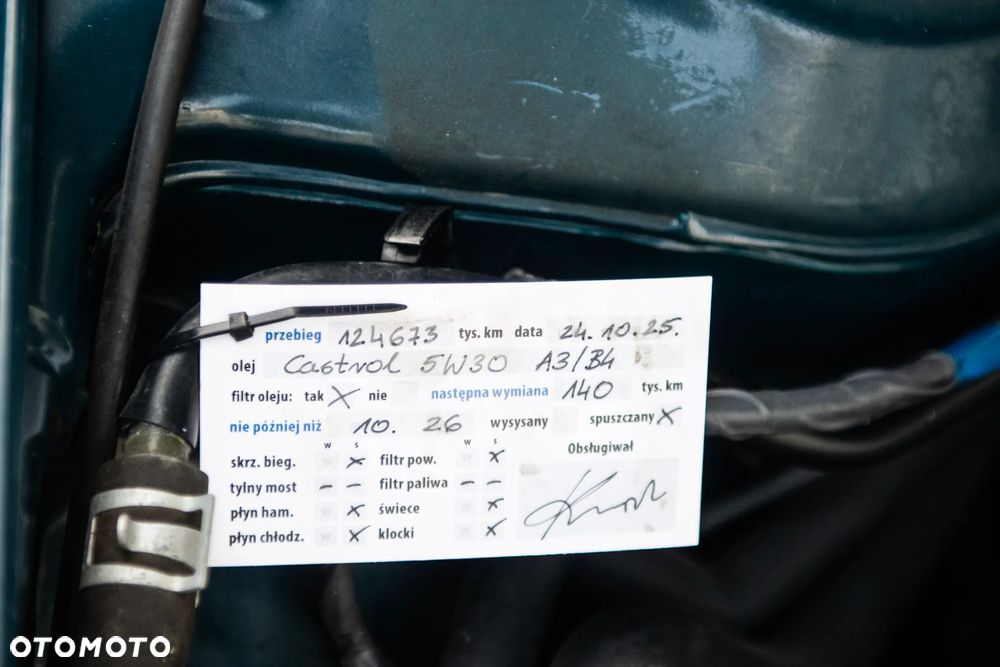 przebieg 124673 tys. km data 24.10.25.
olej Castrol 5W30 A3/B4
filtr oleju: tak X nie następna wymiana 140 tys. km
nie później niż 10. 26 wysysany spuszczany X
w s w s Obsługiwał
skrz. bieg. w X filtr pow. w X
tylny most - - filtr paliwa - -
płyn ham. w X świece w X
płyn chłodz. w X klocki w X
OTOMOTO